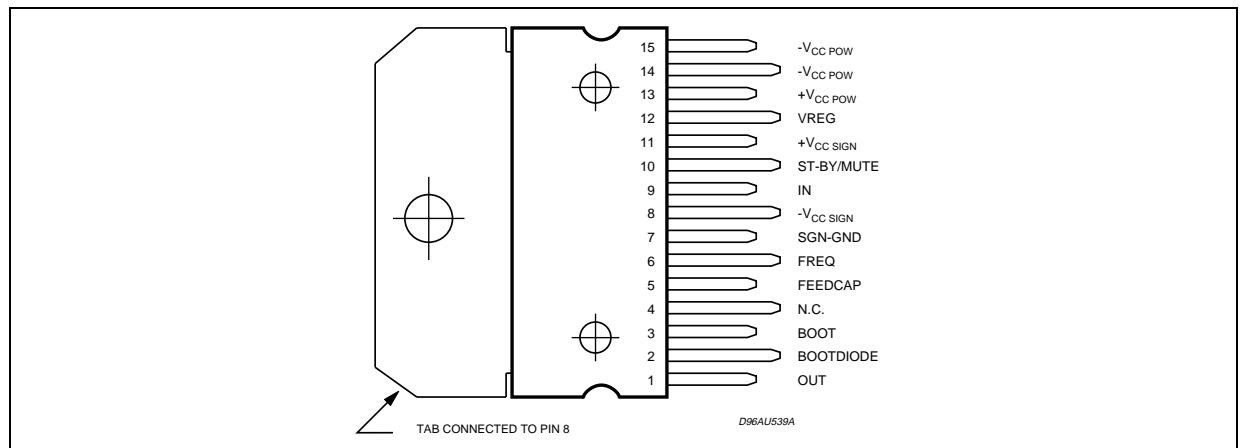 15 -VCC POW
14 -VCC POW
13 +VCC POW
12 VREG
11 +VCC SIGN
10 ST-BY/MUTE
9 IN
8 -VCC SIGN
7 SGN-GND
6 FREQ
5 FEEDCAP
4 N.C.
3 BOOT
2 BOOTDIODE
1 OUT
TAB CONNECTED TO PIN 8
D96AU539A